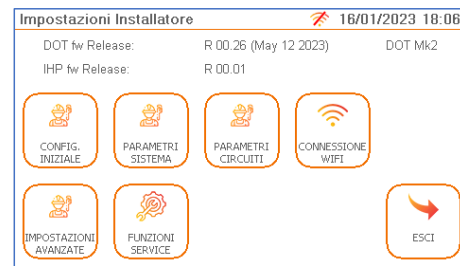 Impostazioni Installatore 16/01/2023 18:06
DOT fw Release: R 00.26 (May 12 2023) DOT Mk2
IHP fw Release: R 00.01
CONFIG.
INIZIALE
PARAMETRI
SISTEMA
PARAMETRI
CIRCUITI
CONNESSIONE
WIFI
IMPOSTAZIONI
AVANZATE
FUNZIONI
SERVICE
ESCI